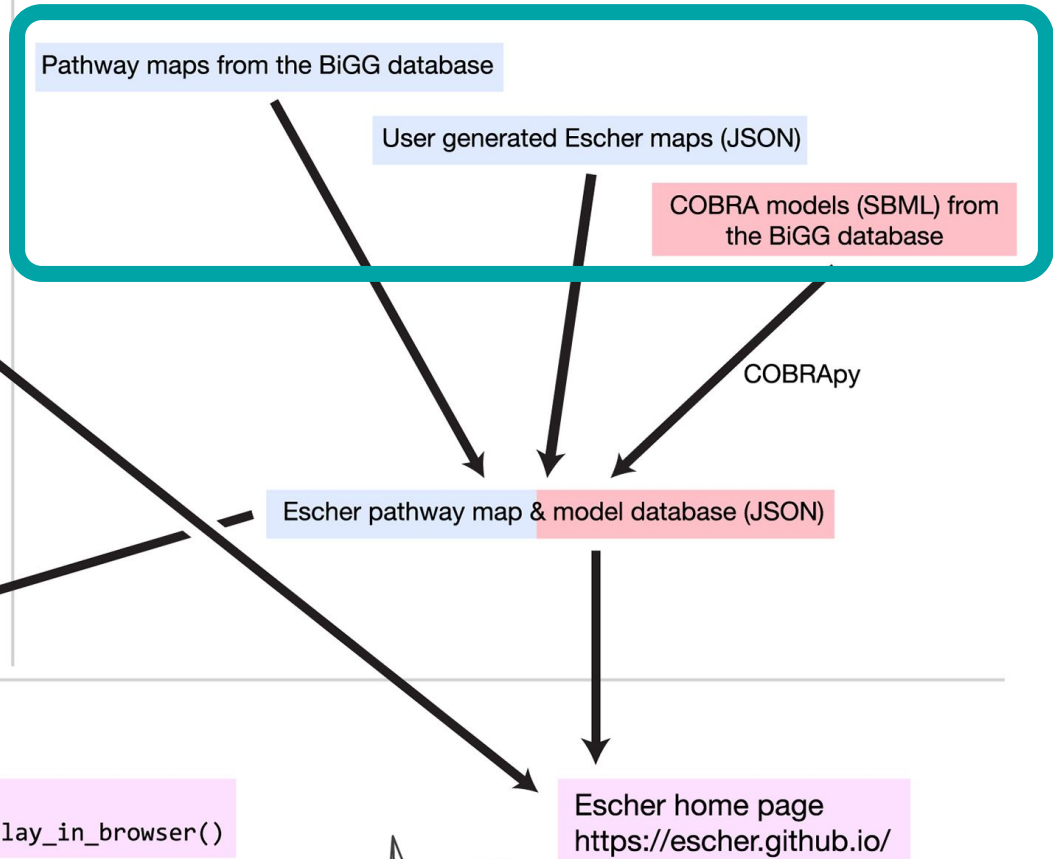 Pathway maps from the BiGG database
User generated Escher maps (JSON)
COBRA models (SBML) from
the BiGG database
COBRApy
Escher pathway map & model database (JSON)
Escher home page
https://escher.github.io/
lay_in_browser()